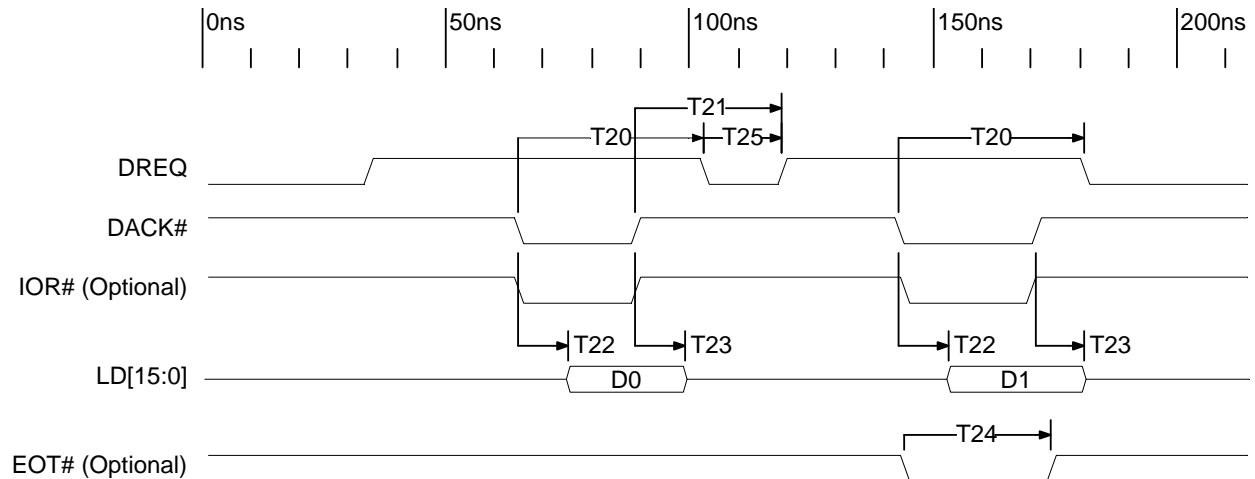 0ns 50ns 100ns 150ns 200ns
T21
T20 T25 T20
DREQ
DACK#
IOR# (Optional)
T22 T23 T22 T23
LD[15:0] D0 D1
T24
EOT# (Optional)